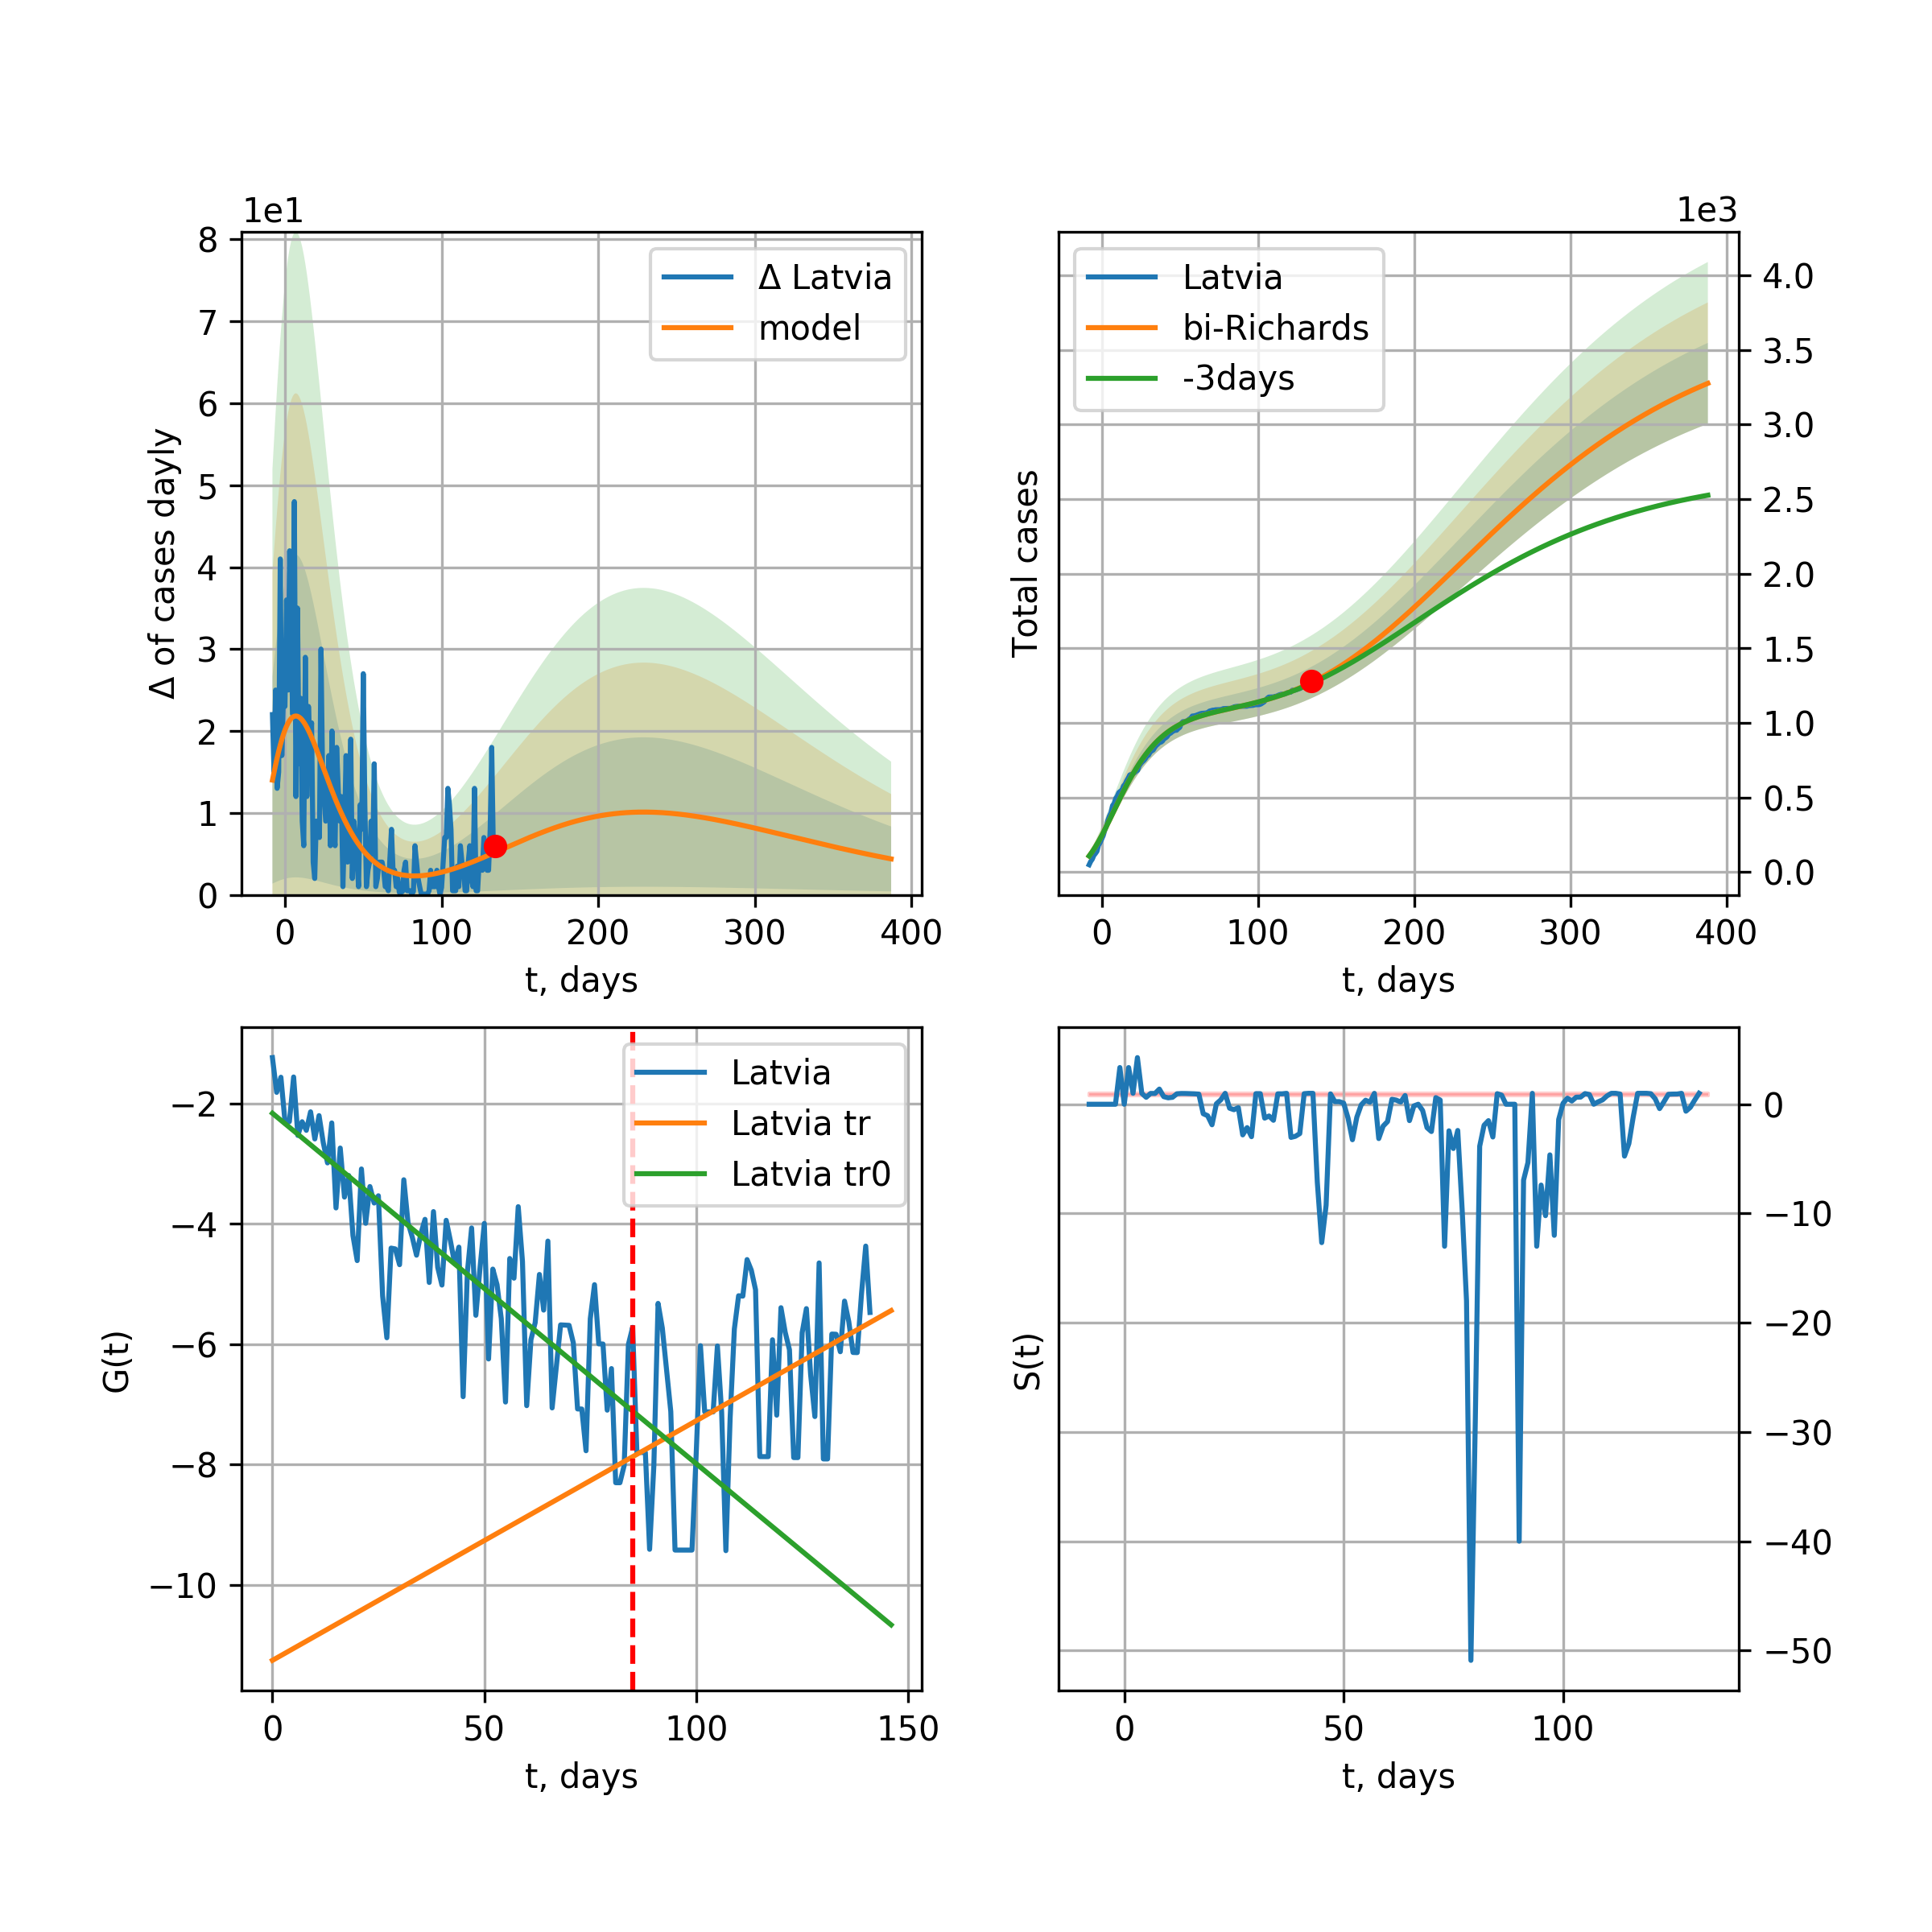 1e1
8
7
6
5
4
3
2
1
0
0 100 200 300 400
Δ of cases dayly
t, days
Δ Latvia
model
1e3
4.0
3.5
3.0
2.5
2.0
1.5
1.0
0.5
0.0
0 100 200 300 400
Total cases
t, days
Latvia
bi-Richards
-3days
−2
−4
−6
−8
−10
0 50 100 150
G(t)
t, days
Latvia
Latvia tr
Latvia tr0
0
−10
−20
−30
−40
−50
0 50 100
S(t)
t, days